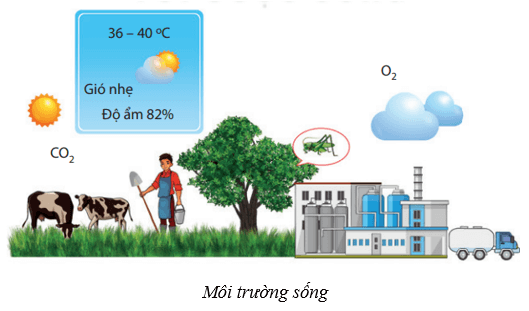 36 – 40 ºC
Gió nhẹ
Độ ẩm 82%
O₂
CO₂
Môi trường sống